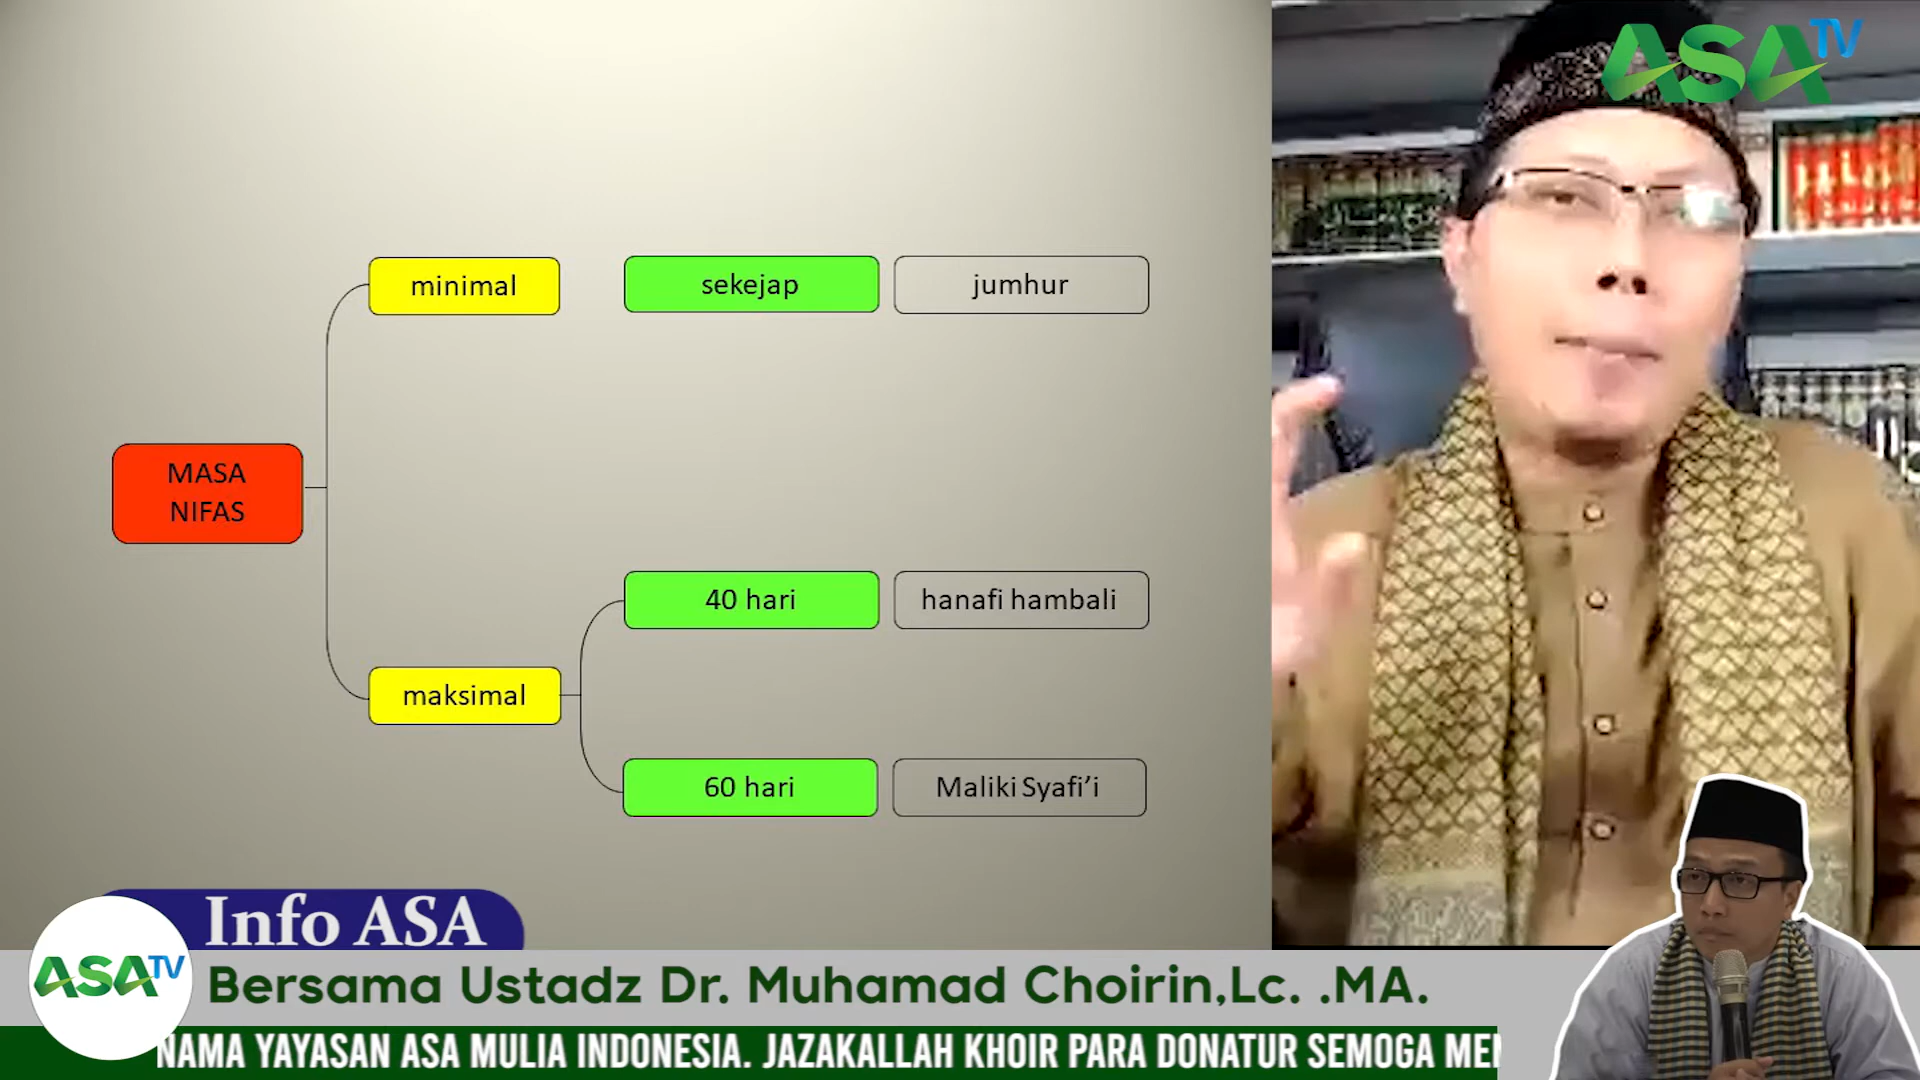 ASA TV
minimal
sekejap
jumhur
MASA
NIFAS
40 hari
hanafi hambali
maksimal
60 hari
Maliki Syafi’i
Info ASA
ASA TV
Bersama Ustadz Dr. Muhamad Choirin,Lc. .MA.
NAMA YAYASAN ASA MULIA INDONESIA. JAZAKALLAH KHOIR PARA DONATUR SEMOGA